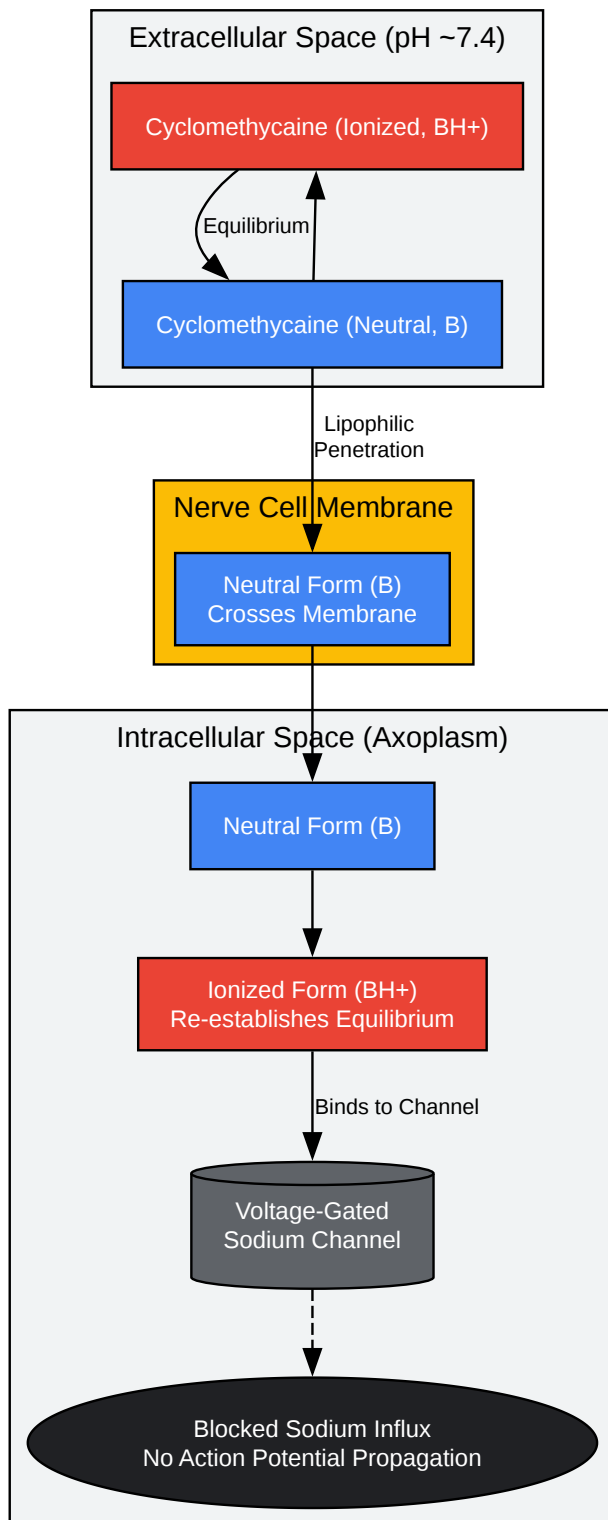 Extracellular Space (pH ~7.4)
Cyclomethycaine (Ionized, BH+)
Equilibrium
Cyclomethycaine (Neutral, B)
Lipophilic
Penetration
Nerve Cell Membrane
Neutral Form (B)
Crosses Membrane
Intracellular Space (Axoplasm)
Neutral Form (B)
Ionized Form (BH+)
Re-establishes Equilibrium
Binds to Channel
Voltage-Gated
Sodium Channel
Blocked Sodium Influx
No Action Potential Propagation